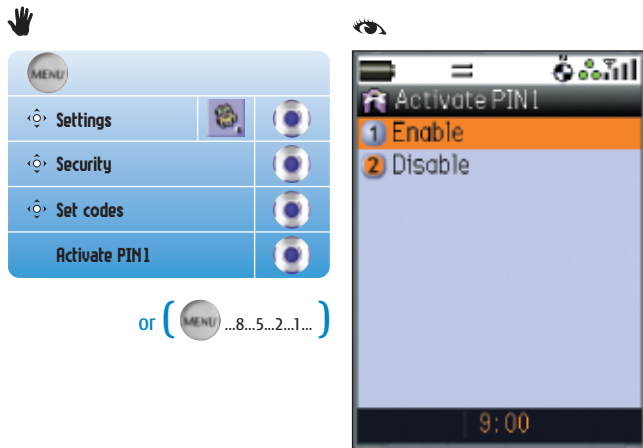 MENU
Settings
Security
Set codes
Activate PIN1
or ( MENU ...8...5...2...1... )
Activate PIN1
1 Enable
2 Disable
9:00